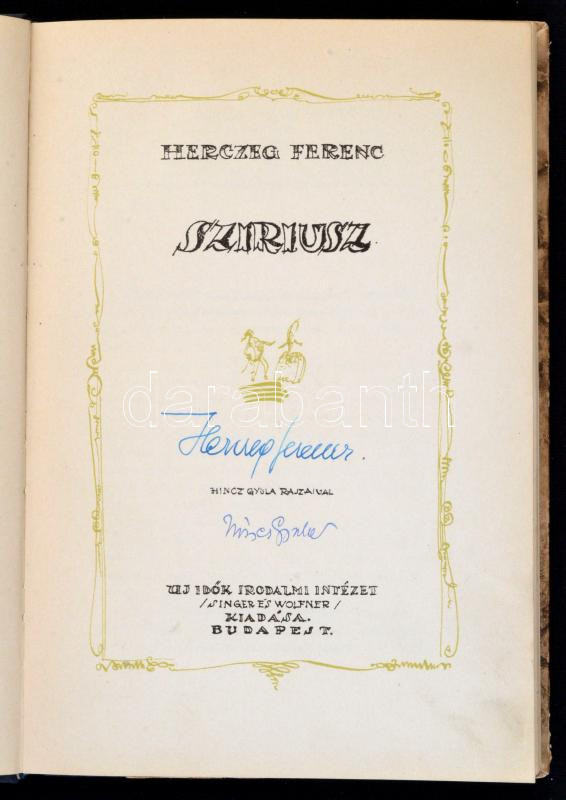 HERCZEG FERENC
SZIRIUSZ
darabanth
Herczeg Ferenc.
HINCZ GYULA RAJZAIVAL
Hincz Gyula
UJ IDŐK IRODALMI INTÉZET
/SINGER ÉS WOLFNER/
KIADÁSA.
BUDAPEST.